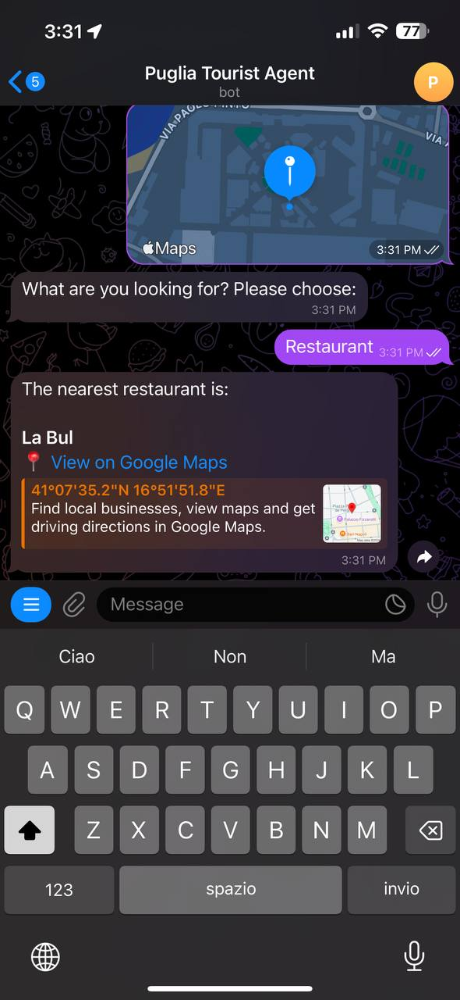 3:31
77
5
Puglia Tourist Agent
bot
P
VIA PAOLO PINTO
VIA
Maps
3:31 PM
What are you looking for? Please choose:
3:31 PM
Restaurant 3:31 PM
The nearest restaurant is:
La Bul
📍 View on Google Maps
41°07'35.2"N 16°51'51.8"E
Find local businesses, view maps and get
driving directions in Google Maps.
Palazzo Fizzarotti
3:31 PM
Message
Ciao Non Ma
Q W E R T Y U I O P
A S D F G H J K L
Z X C V B N M
123 spazio invio